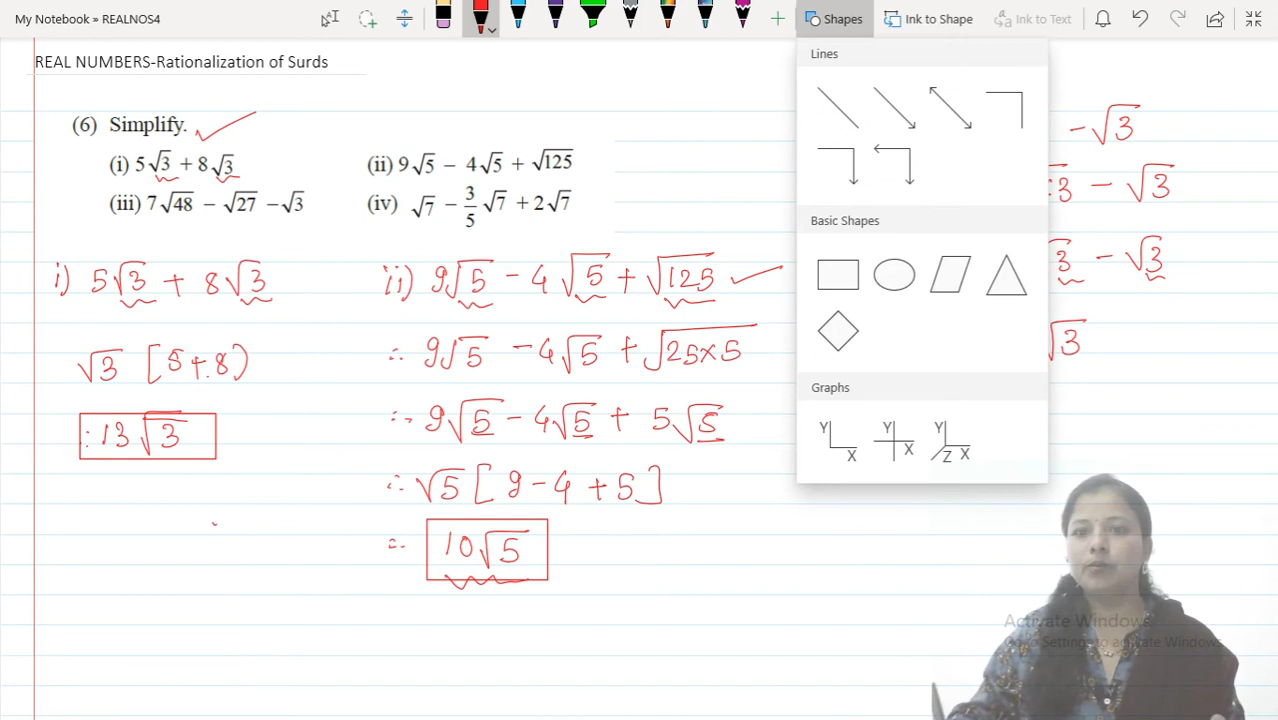 My Notebook » REALNOS4
Shapes
Ink to Shape
Ink to Text
REAL NUMBERS-Rationalization of Surds
(6) Simplify.
(i) 5√3 + 8√3
(ii) 9√5 − 4√5 + √125
(iii) 7√48 − √27 − √3
(iv) √7 − 3/5 √7 + 2√7
i) 5√3 + 8√3
√3 [5+8)
: 13√3
ii) 9√5 − 4√5 + √125
∴ 9√5 − 4√5 + √25×5
∴ 9√5 − 4√5 + 5√5
∴ √5 [9 − 4 + 5]
∴ 10√5
Lines
Basic Shapes
Graphs
Y X
Y X
Y Z X
− √3
3 − √3
3 − √3
√3
Activate Windows
Go to Settings to activate Windows.